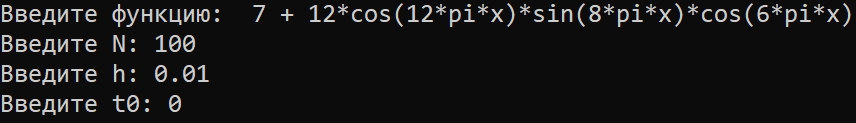 Введите функцию:  7 + 12*cos(12*pi*x)*sin(8*pi*x)*cos(6*pi*x)
Введите N: 100
Введите h: 0.01
Введите t0: 0